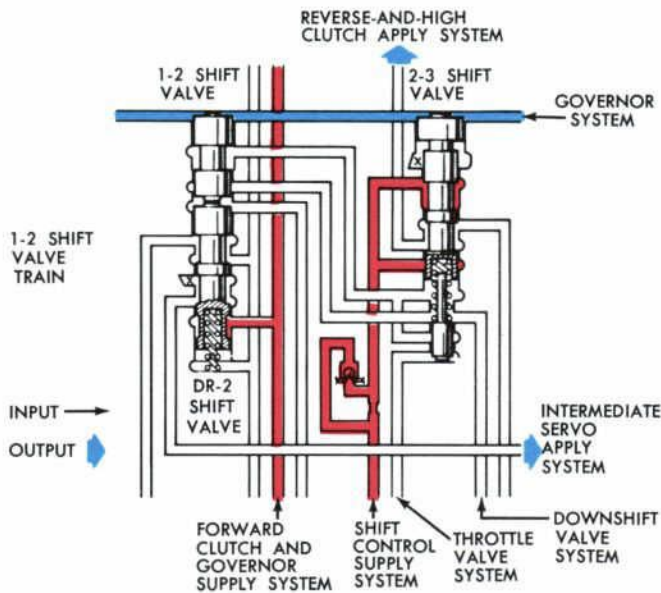 REVERSE-AND-HIGH
CLUTCH APPLY SYSTEM
1-2 SHIFT
VALVE
2-3 SHIFT
VALVE
GOVERNOR
SYSTEM
1-2 SHIFT
VALVE
TRAIN
DR-2
SHIFT
VALVE
INPUT
OUTPUT
INTERMEDIATE
SERVO
APPLY
SYSTEM
FORWARD
CLUTCH AND
GOVERNOR
SUPPLY SYSTEM
SHIFT
CONTROL
SUPPLY
SYSTEM
THROTTLE
VALVE SYSTEM
DOWNSHIFT
VALVE
SYSTEM